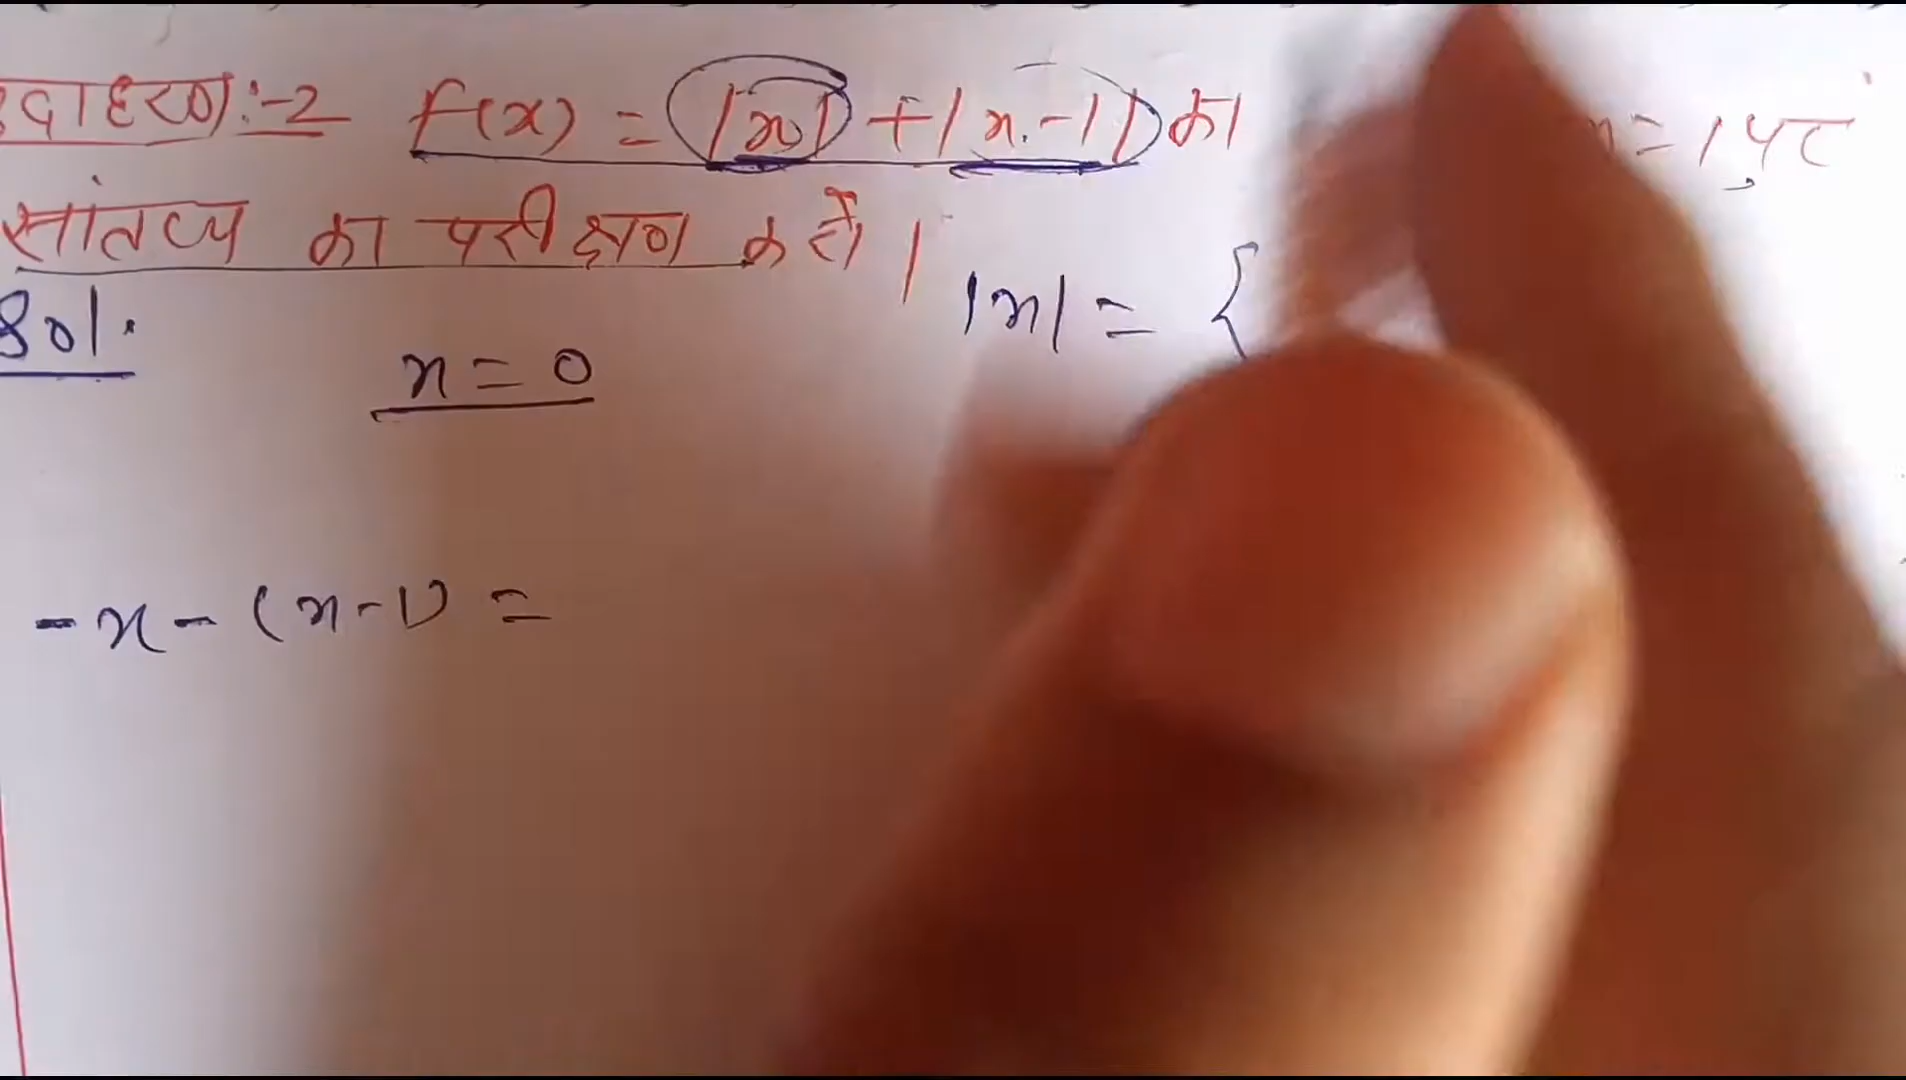 उदाहरण:-2 f(x) = |x| + |x-1| का x=1 पर
सांतत्य का परीक्षण करें।
Sol.
|x| = {
x = 0
-x - (x-1) =